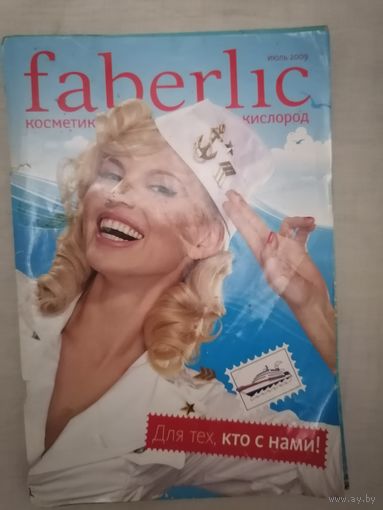 июль 2009
faberlic
косметик кислород
Для тех, кто с нами!
www.ay.by